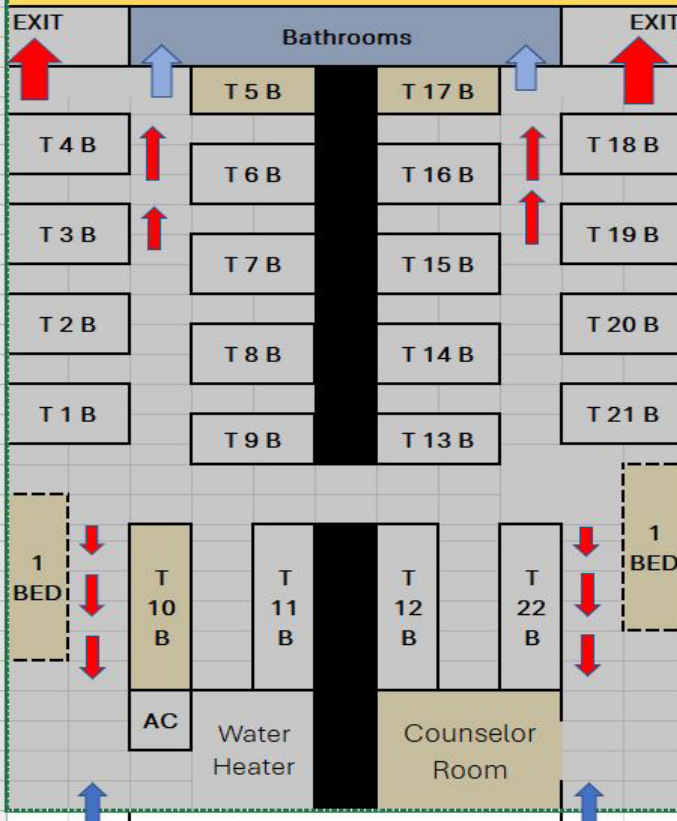 EXIT
Bathrooms
EXIT
T 5 B
T 17 B
T 4 B
T 18 B
T 6 B
T 16 B
T 3 B
T 19 B
T 7 B
T 15 B
T 2 B
T 20 B
T 8 B
T 14 B
T 1 B
T 21 B
T 9 B
T 13 B
1
BED
T
10
B
T
11
B
T
12
B
T
22
B
1
BED
AC
Water
Heater
Counselor
Room